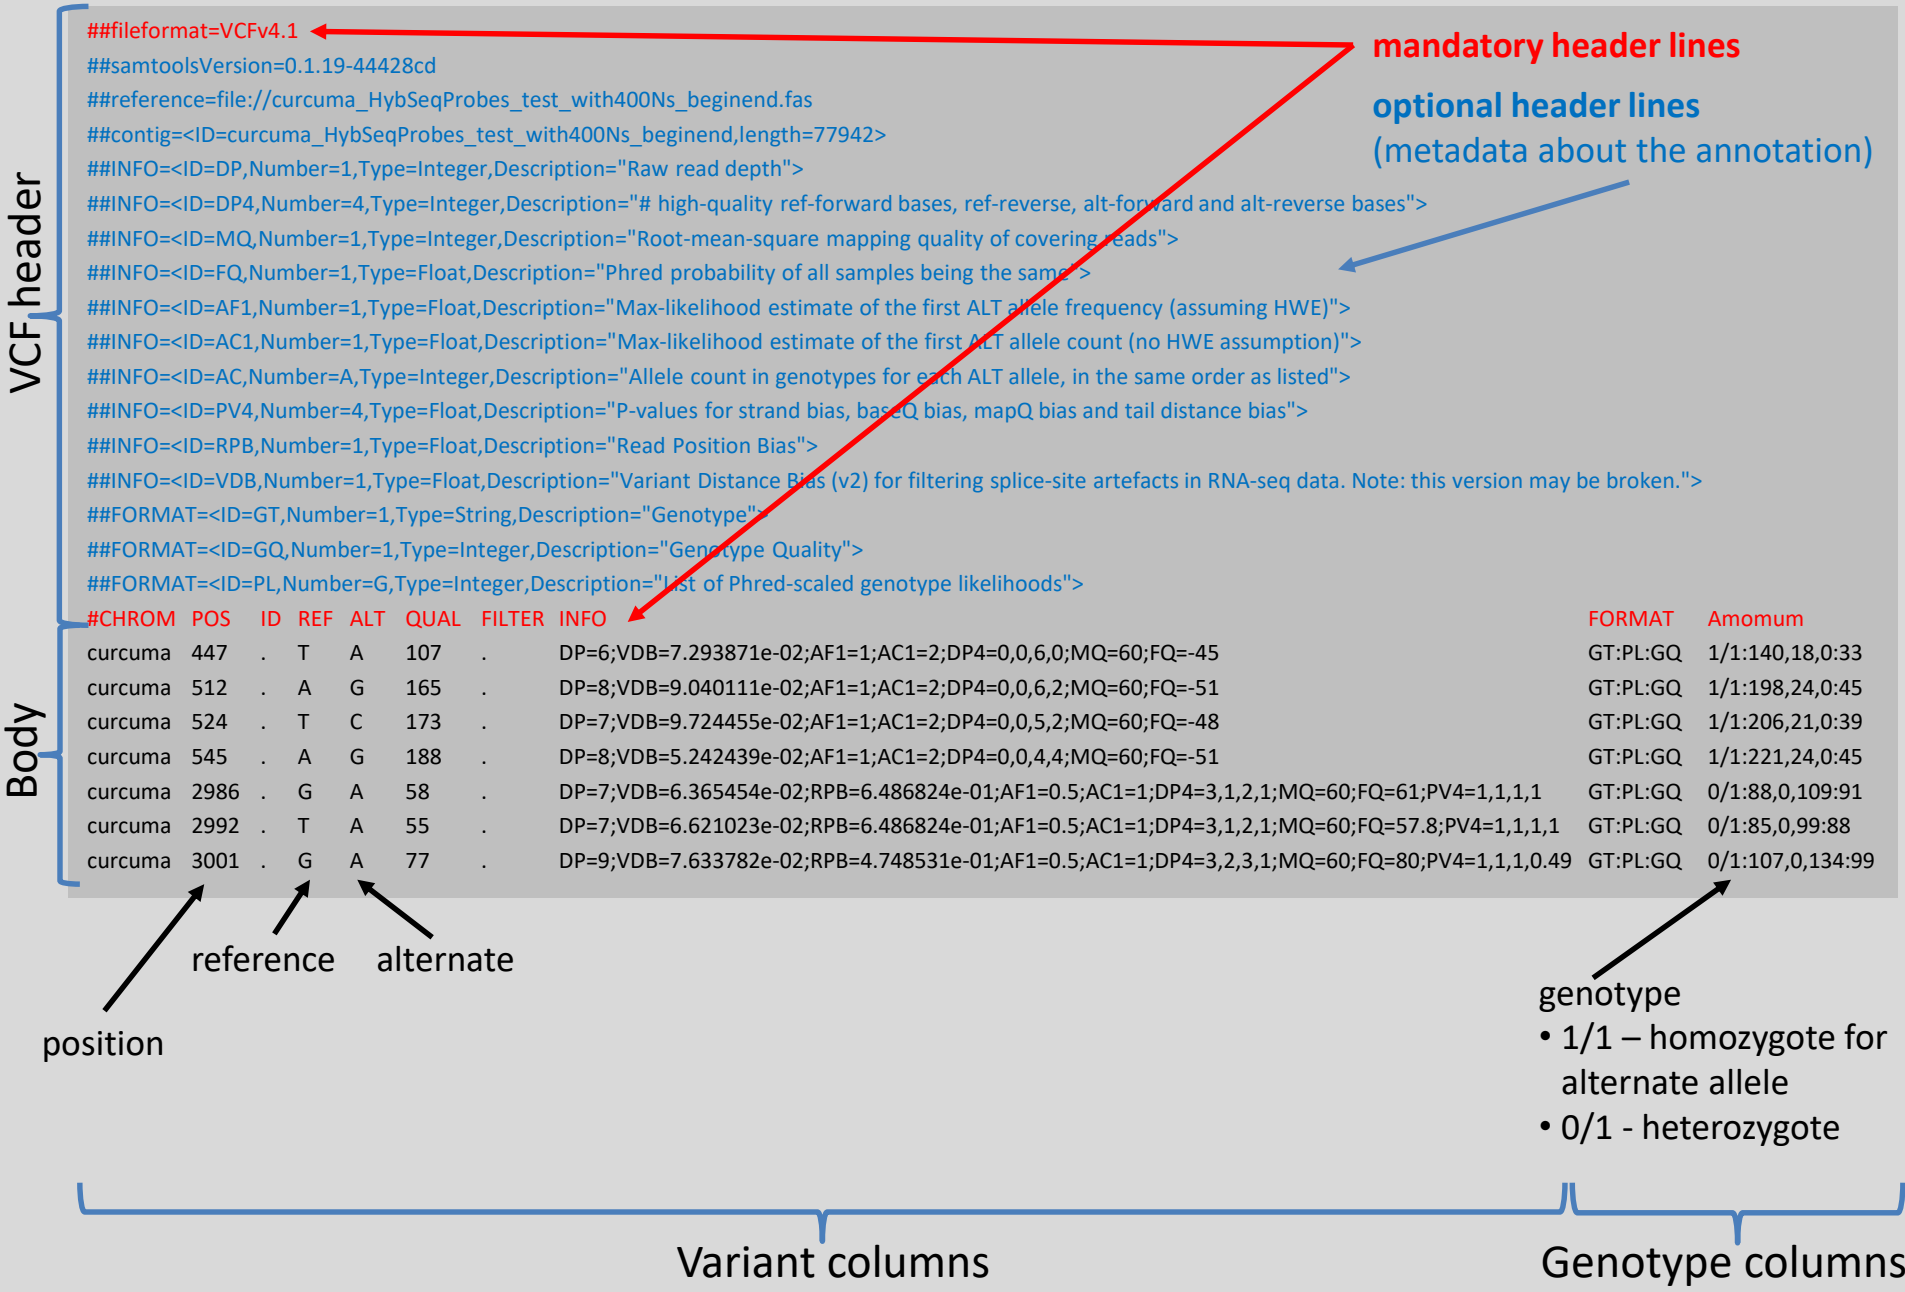 ##fileformat=VCFv4.1
mandatory header lines
##samtoolsVersion=0.1.19-44428cd
##reference=file://curcuma_HybSeqProbes_test_with400Ns_beginend.fas
optional header lines
##contig=<ID=curcuma_HybSeqProbes_test_with400Ns_beginend,length=77942>
(metadata about the annotation)
##INFO=<ID=DP,Number=1,Type=Integer,Description="Raw read depth">
##INFO=<ID=DP4,Number=4,Type=Integer,Description="# high-quality ref-forward bases, ref-reverse, alt-forward and alt-reverse bases">
##INFO=<ID=MQ,Number=1,Type=Integer,Description="Root-mean-square mapping quality of covering reads">
##INFO=<ID=FQ,Number=1,Type=Float,Description="Phred probability of all samples being the same">
##INFO=<ID=AF1,Number=1,Type=Float,Description="Max-likelihood estimate of the first ALT allele frequency (assuming HWE)">
##INFO=<ID=AC1,Number=1,Type=Float,Description="Max-likelihood estimate of the first ALT allele count (no HWE assumption)">
##INFO=<ID=AC,Number=A,Type=Integer,Description="Allele count in genotypes for each ALT allele, in the same order as listed">
##INFO=<ID=PV4,Number=4,Type=Float,Description="P-values for strand bias, baseQ bias, mapQ bias and tail distance bias">
##INFO=<ID=RPB,Number=1,Type=Float,Description="Read Position Bias">
##INFO=<ID=VDB,Number=1,Type=Float,Description="Variant Distance Bias (v2) for filtering splice-site artefacts in RNA-seq data. Note: this version may be broken.">
##FORMAT=<ID=GT,Number=1,Type=String,Description="Genotype">
##FORMAT=<ID=GQ,Number=1,Type=Integer,Description="Genotype Quality">
##FORMAT=<ID=PL,Number=G,Type=Integer,Description="List of Phred-scaled genotype likelihoods">
VCF header
#CHROM POS ID REF ALT QUAL FILTER INFO FORMAT Amomum
curcuma 447 . T A 107 . DP=6;VDB=7.293871e-02;AF1=1;AC1=2;DP4=0,0,6,0;MQ=60;FQ=-45 GT:PL:GQ 1/1:140,18,0:33
curcuma 512 . A G 165 . DP=8;VDB=9.040111e-02;AF1=1;AC1=2;DP4=0,0,6,2;MQ=60;FQ=-51 GT:PL:GQ 1/1:198,24,0:45
curcuma 524 . T C 173 . DP=7;VDB=9.724455e-02;AF1=1;AC1=2;DP4=0,0,5,2;MQ=60;FQ=-48 GT:PL:GQ 1/1:206,21,0:39
curcuma 545 . A G 188 . DP=8;VDB=5.242439e-02;AF1=1;AC1=2;DP4=0,0,4,4;MQ=60;FQ=-51 GT:PL:GQ 1/1:221,24,0:45
curcuma 2986 . G A 58 . DP=7;VDB=6.365454e-02;RPB=6.486824e-01;AF1=0.5;AC1=1;DP4=3,1,2,1;MQ=60;FQ=61;PV4=1,1,1,1 GT:PL:GQ 0/1:88,0,109:91
curcuma 2992 . T A 55 . DP=7;VDB=6.621023e-02;RPB=6.486824e-01;AF1=0.5;AC1=1;DP4=3,1,2,1;MQ=60;FQ=57.8;PV4=1,1,1,1 GT:PL:GQ 0/1:85,0,99:88
curcuma 3001 . G A 77 . DP=9;VDB=7.633782e-02;RPB=4.748531e-01;AF1=0.5;AC1=1;DP4=3,2,3,1;MQ=60;FQ=80;PV4=1,1,1,0.49 GT:PL:GQ 0/1:107,0,134:99
Body
reference alternate
position
genotype
• 1/1 – homozygote for
alternate allele
• 0/1 - heterozygote
Variant columns
Genotype columns